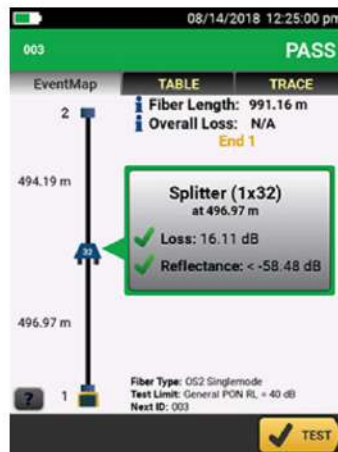 08/14/2018 12:25:00 pm
003
PASS
EventMap
TABLE
TRACE
2
Fiber Length: 991.16 m
Overall Loss: N/A
End 1
494.19 m
Splitter (1x32)
at 496.97 m
32
Loss: 16.11 dB
Reflectance: < -58.48 dB
496.97 m
Fiber Type: OS2 Singlemode
Test Limit: General PON RL = 40 dB
Next ID: 003
?
1
TEST